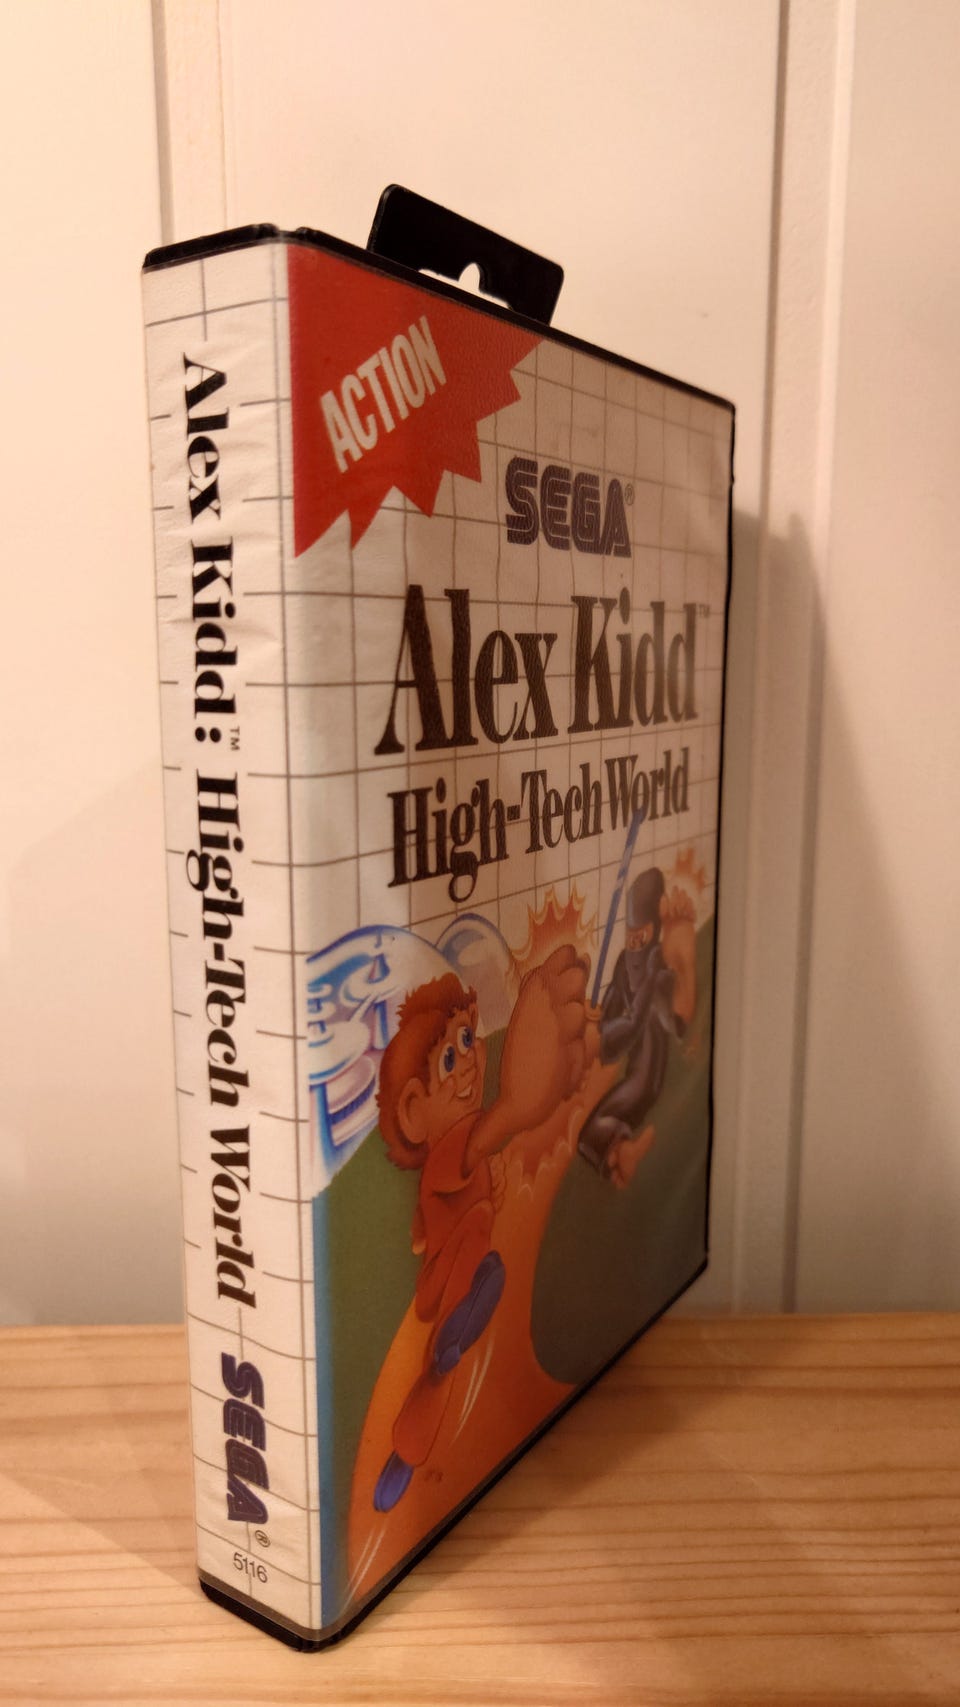 Alex Kidd:™ High-Tech World
SEGA®
5116
ACTION
SEGA®
Alex Kidd™
High-Tech World